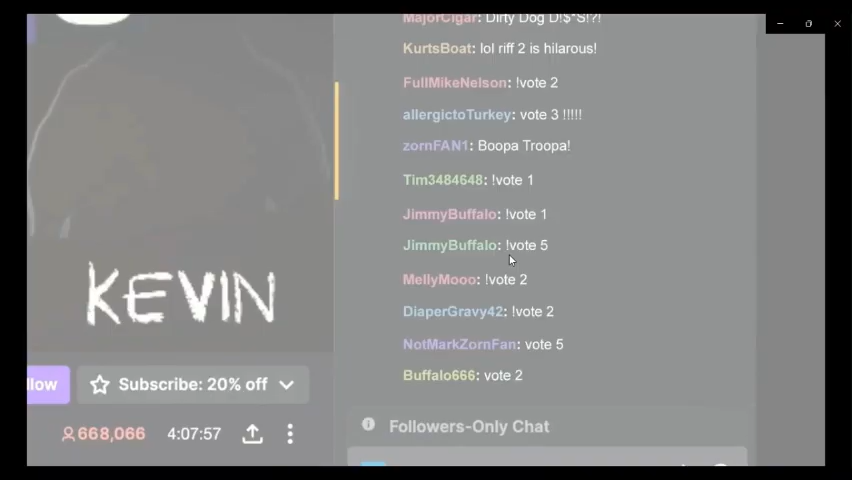 MajorCigar: Dirty Dog D!$*S!?!
KurtsBoat: lol riff 2 is hilarous!
FullMikeNelson: !vote 2
allergictoTurkey: vote 3 !!!!!
zornFAN1: Boopa Troopa!
Tim3484648: !vote 1
JimmyBuffalo: !vote 1
JimmyBuffalo: !vote 5
MellyMooo: !vote 2
DiaperGravy42: !vote 2
NotMarkZornFan: vote 5
Buffalo666: vote 2
KEVIN
llow
Subscribe: 20% off
668,066
4:07:57
Followers-Only Chat